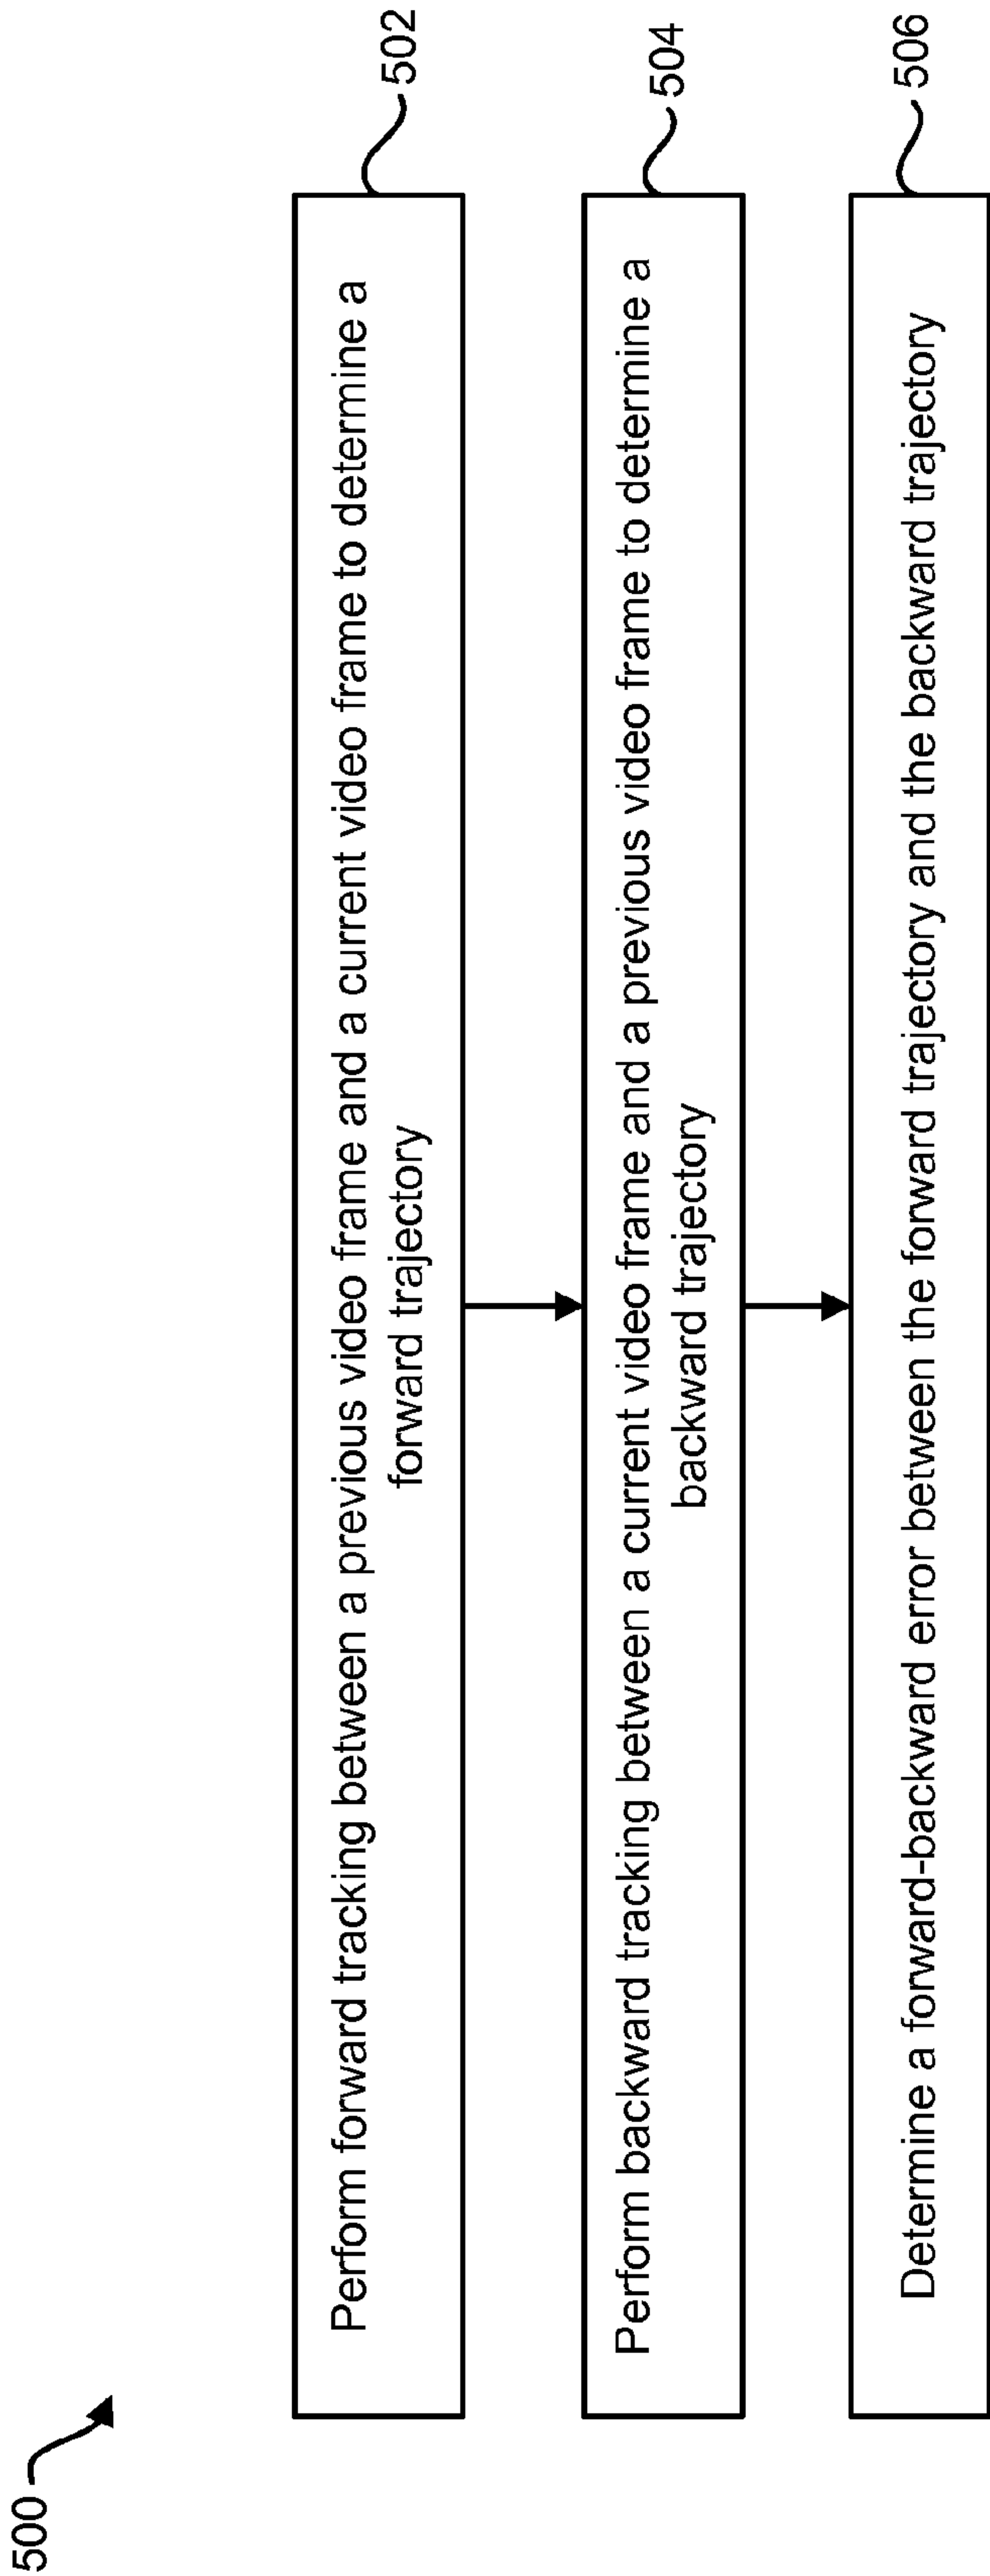 500
Perform forward tracking between a previous video frame and a current video frame to determine a
forward trajectory
502
Perform backward tracking between a current video frame and a previous video frame to determine a
backward trajectory
504
Determine a forward-backward error between the forward trajectory and the backward trajectory
506